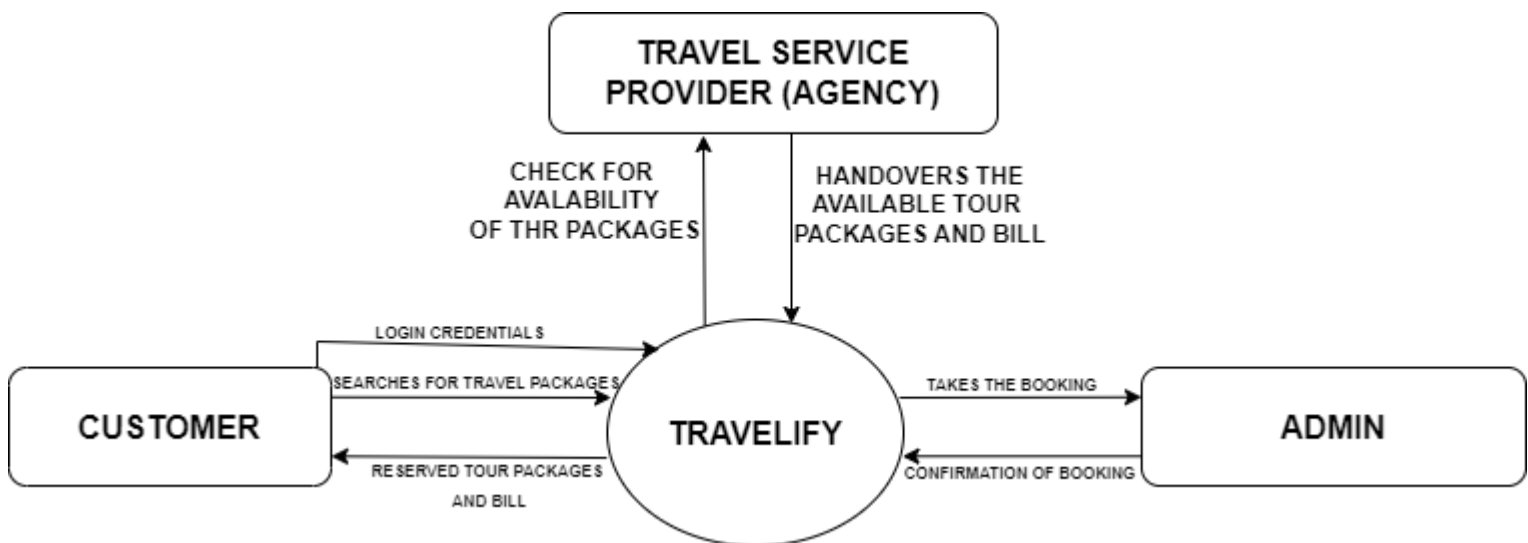 TRAVEL SERVICE
PROVIDER (AGENCY)
CHECK FOR
AVALABILITY
OF THR PACKAGES
HANDOVERS THE
AVAILABLE TOUR
PACKAGES AND BILL
LOGIN CREDENTIALS
SEARCHES FOR TRAVEL PACKAGES
CUSTOMER
RESERVED TOUR PACKAGES
AND BILL
TRAVELIFY
TAKES THE BOOKING
CONFIRMATION OF BOOKING
ADMIN